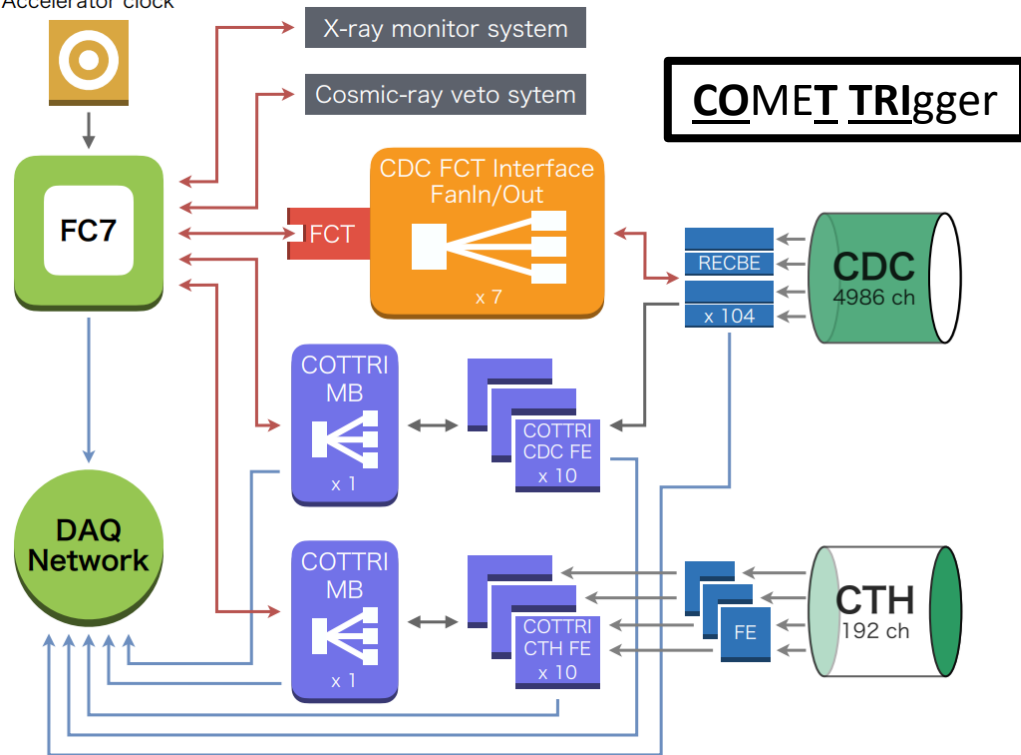 Accelerator clock
X-ray monitor system
Cosmic-ray veto sytem
COMET TRIgger
FC7
FCT
CDC FCT Interface
FanIn/Out
x 7
RECBE
x 104
CDC
4986 ch
COTTRI
MB
x 1
COTTRI
CDC FE
x 10
DAQ
Network
COTTRI
MB
x 1
COTTRI
CTH FE
x 10
FE
CTH
192 ch